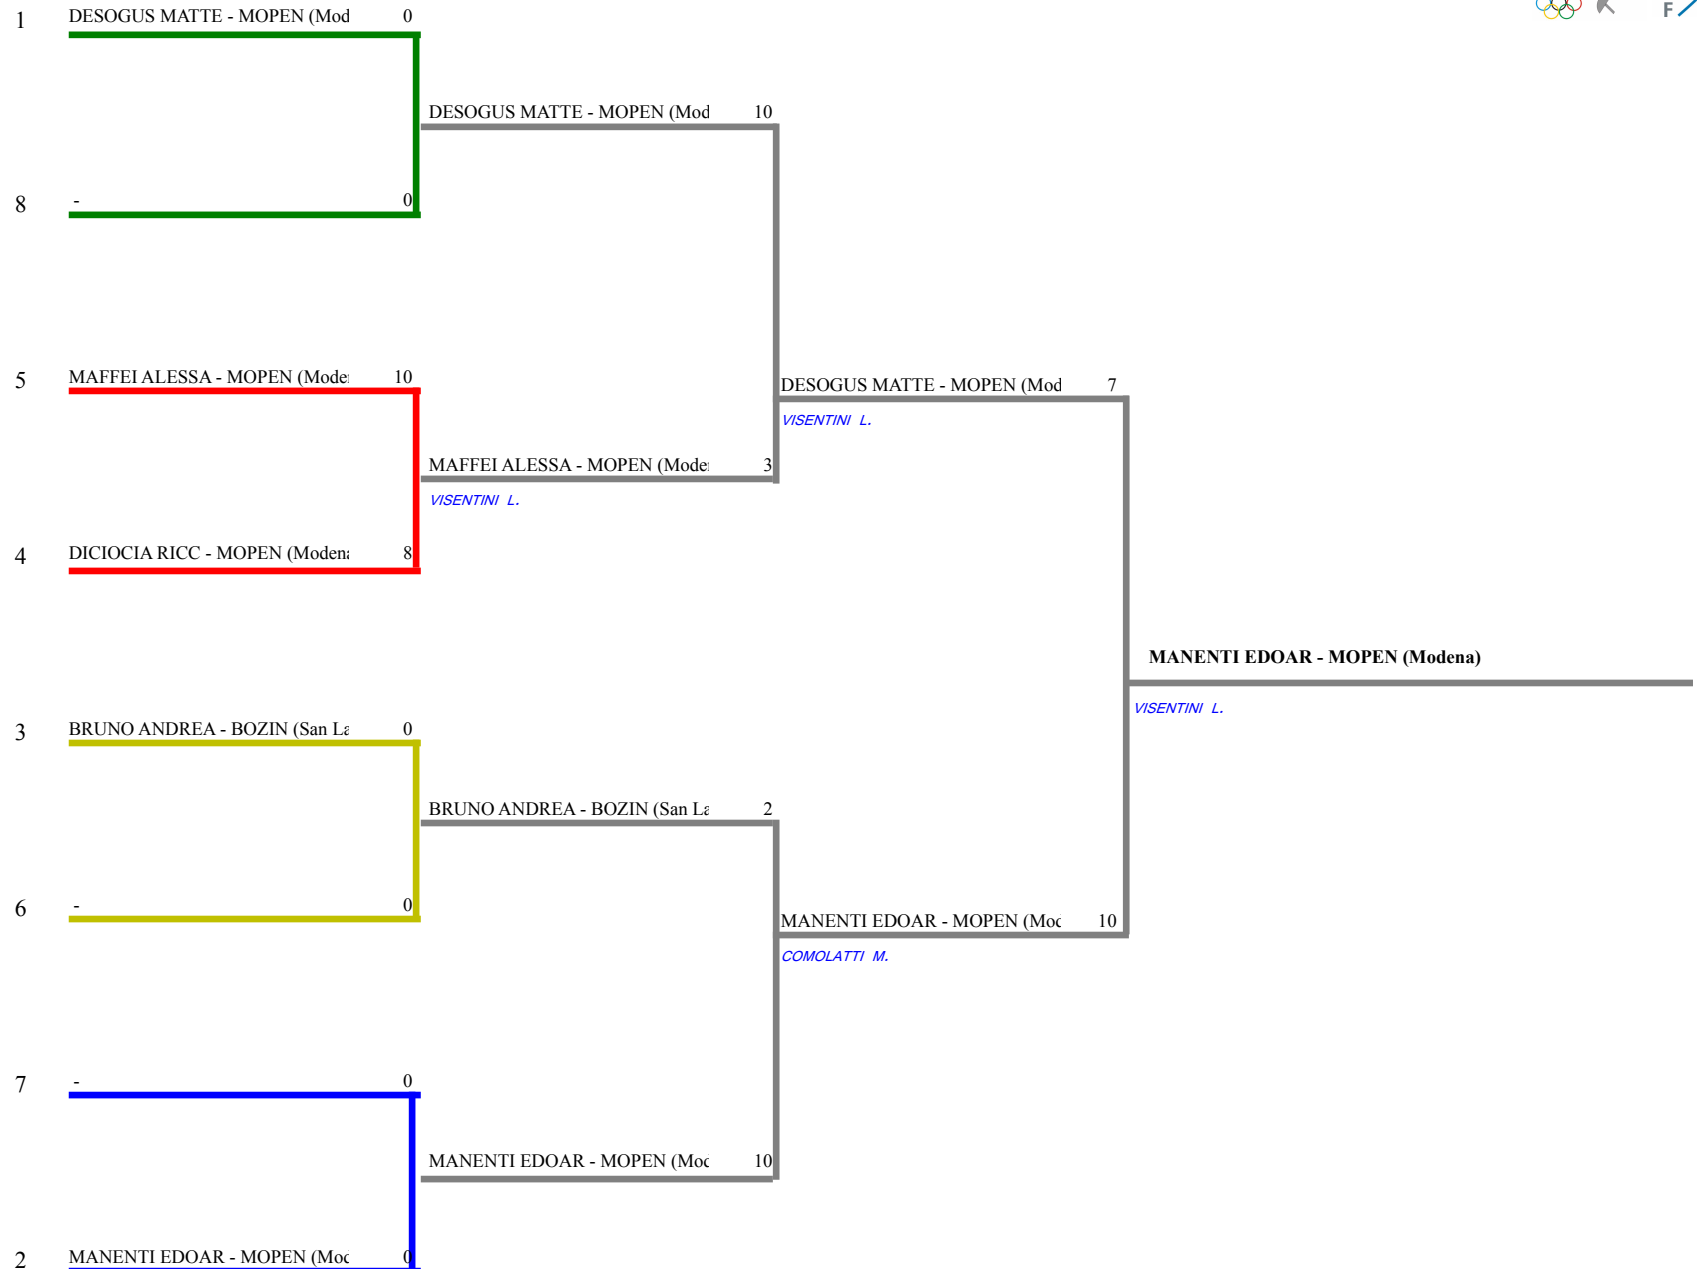 1 DESOGUS MATTE - MOPEN (Mod 0
F
DESOGUS MATTE - MOPEN (Mod 10
8 - 0
5 MAFFEI ALESSA - MOPEN (Mode 10
DESOGUS MATTE - MOPEN (Mod 7
VISENTINI L.
MAFFEI ALESSA - MOPEN (Mode 3
VISENTINI L.
4 DICIOCIA RICC - MOPEN (Modena 8
MANENTI EDOAR - MOPEN (Modena)
VISENTINI L.
3 BRUNO ANDREA - BOZIN (San La 0
BRUNO ANDREA - BOZIN (San La 2
6 - 0
MANENTI EDOAR - MOPEN (Mod 10
COMOLATTI M.
7 - 0
MANENTI EDOAR - MOPEN (Mod 10
2 MANENTI EDOAR - MOPEN (Mod 0